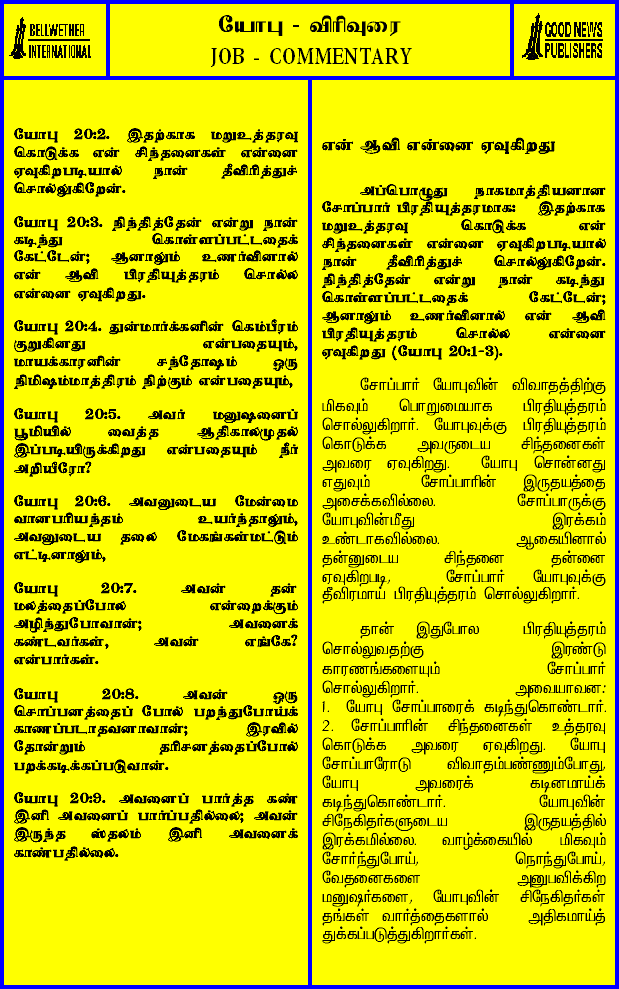 BELLWETHER
INTERNATIONAL
யோபு - விரிவுரை
JOB - COMMENTARY
GOOD NEWS
PUBLISHERS
யோபு 20:2. இதற்காக மறுஉத்தரவு
கொடுக்க என் சிந்தனைகள் என்னை
ஏவுகிறபடியால் நான் தீவிரித்துச்
சொல்லுகிறேன்.
யோபு 20:3. நிந்தித்தேன் என்று நான்
கடிந்து கொள்ளப்பட்டதைக்
கேட்டேன்; ஆனாலும் உணர்வினால்
என் ஆவி பிரதியுத்தரம் சொல்ல
என்னை ஏவுகிறது.
யோபு 20:4. துன்மார்க்கனின் கெம்பீரம்
குறுகினது என்பதையும்,
மாயக்காரனின் சந்தோஷம் ஒரு
நிமிஷம்மாத்திரம் நிற்கும் என்பதையும்,
யோபு 20:5. அவர் மனுஷனைப்
பூமியில் வைத்த ஆதிகாலமுதல்
இப்படியிருக்கிறது என்பதையும் நீர்
அறியீரோ?
யோபு 20:6. அவனுடைய மேன்மை
வானபரியந்தம் உயர்ந்தாலும்,
அவனுடைய தலை மேகங்கள்மட்டும்
எட்டினாலும்,
யோபு 20:7. அவன் தன்
மலத்தைப்போல என்றைக்கும்
அழிந்துபோவான்; அவனைக்
கண்டவர்கள், அவன் எங்கே?
என்பார்கள்.
யோபு 20:8. அவன் ஒரு
சொப்பனத்தைப் போல் பறந்துபோய்க்
காணப்படாதவனாவான்; இரவில்
தோன்றும் தரிசனத்தைப்போல்
பறக்கடிக்கப்படுவான்.
யோபு 20:9. அவனைப் பார்த்த கண்
இனி அவனைப் பார்ப்பதில்லை; அவன்
இருந்த ஸ்தலம் இனி அவனைக்
காண்பதில்லை.
என் ஆவி என்னை ஏவுகிறது
அப்பொழுது நாகமாத்தியனான
சோப்பார் பிரதியுத்தரமாக: இதற்காக
மறுஉத்தரவு கொடுக்க என்
சிந்தனைகள் என்னை ஏவுகிறபடியால்
நான் தீவிரித்துச் சொல்லுகிறேன்.
நிந்தித்தேன் என்று நான் கடிந்து
கொள்ளப்பட்டதைக் கேட்டேன்;
ஆனாலும் உணர்வினால் என் ஆவி
பிரதியுத்தரம் சொல்ல என்னை
ஏவுகிறது (யோபு 20:1-3).
சோப்பார் யோபுவின் விவாதத்திற்கு
மிகவும் பொறுமையாக பிரதியுத்தரம்
சொல்லுகிறார். யோபுவுக்கு பிரதியுத்தரம்
கொடுக்க அவருடைய சிந்தனைகள்
அவரை ஏவுகிறது. யோபு சொன்னது
எதுவும் சோப்பாரின் இருதயத்தை
அசைக்கவில்லை. சோப்பாருக்கு
யோபுவின்மீது இரக்கம்
உண்டாகவில்லை. ஆகையினால்
தன்னுடைய சிந்தனை தன்னை
ஏவுகிறபடி, சோப்பார் யோபுவுக்கு
தீவிரமாய் பிரதியுத்தரம் சொல்லுகிறார்.
தான் இதுபோல பிரதியுத்தரம்
சொல்லுவதற்கு இரண்டு
காரணங்களையும் சோப்பார்
சொல்லுகிறார். அவையாவன:
1. யோபு சோப்பாரைக் கடிந்துகொண்டார்.
2. சோப்பாரின் சிந்தனைகள் உத்தரவு
கொடுக்க அவரை ஏவுகிறது. யோபு
சோப்பாரோடு விவாதம்பண்ணும்போது,
யோபு அவரைக் கடினமாய்க்
கடிந்துகொண்டார். யோபுவின்
சிநேகிதர்களுடைய இருதயத்தில்
இரக்கமில்லை. வாழ்க்கையில் மிகவும்
சோர்ந்துபோய், நொந்துபோய்,
வேதனைகளை அனுபவிக்கிற
மனுஷர்களை, யோபுவின் சிநேகிதர்கள்
தங்கள் வார்த்தைகளால் அதிகமாய்த்
துக்கப்படுத்துகிறார்கள்.